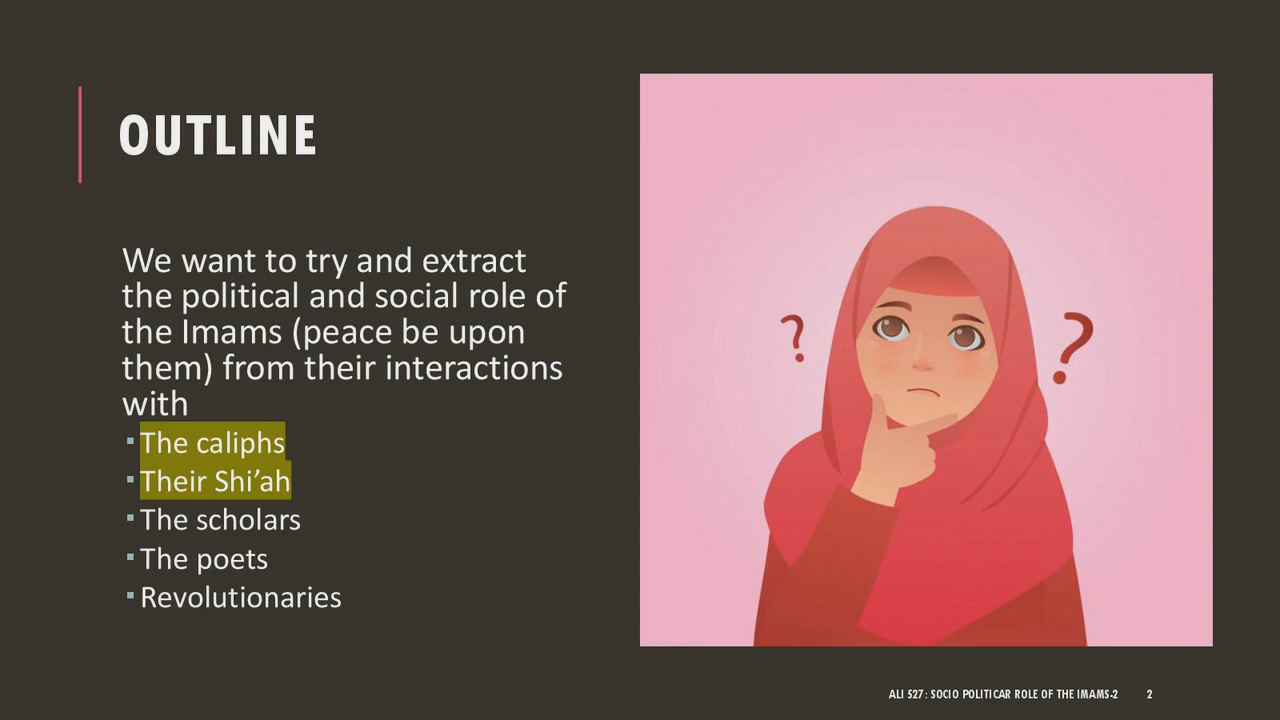 OUTLINE
We want to try and extract
the political and social role of
the Imams (peace be upon
them) from their interactions
with
▪The caliphs
▪Their Shi’ah
▪The scholars
▪The poets
▪Revolutionaries
? ?
ALI 527: SOCIO POLITICAR ROLE OF THE IMAMS-2 2